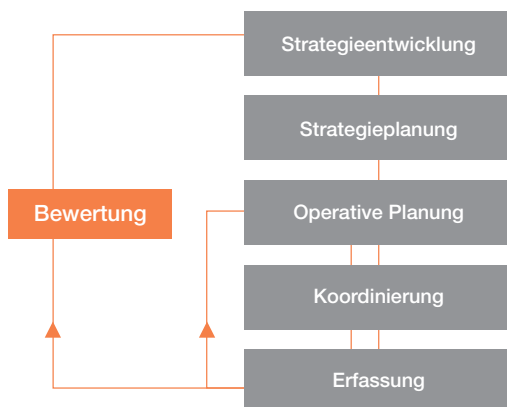 Strategieentwicklung
Strategieplanung
Bewertung
Operative Planung
Koordinierung
Erfassung